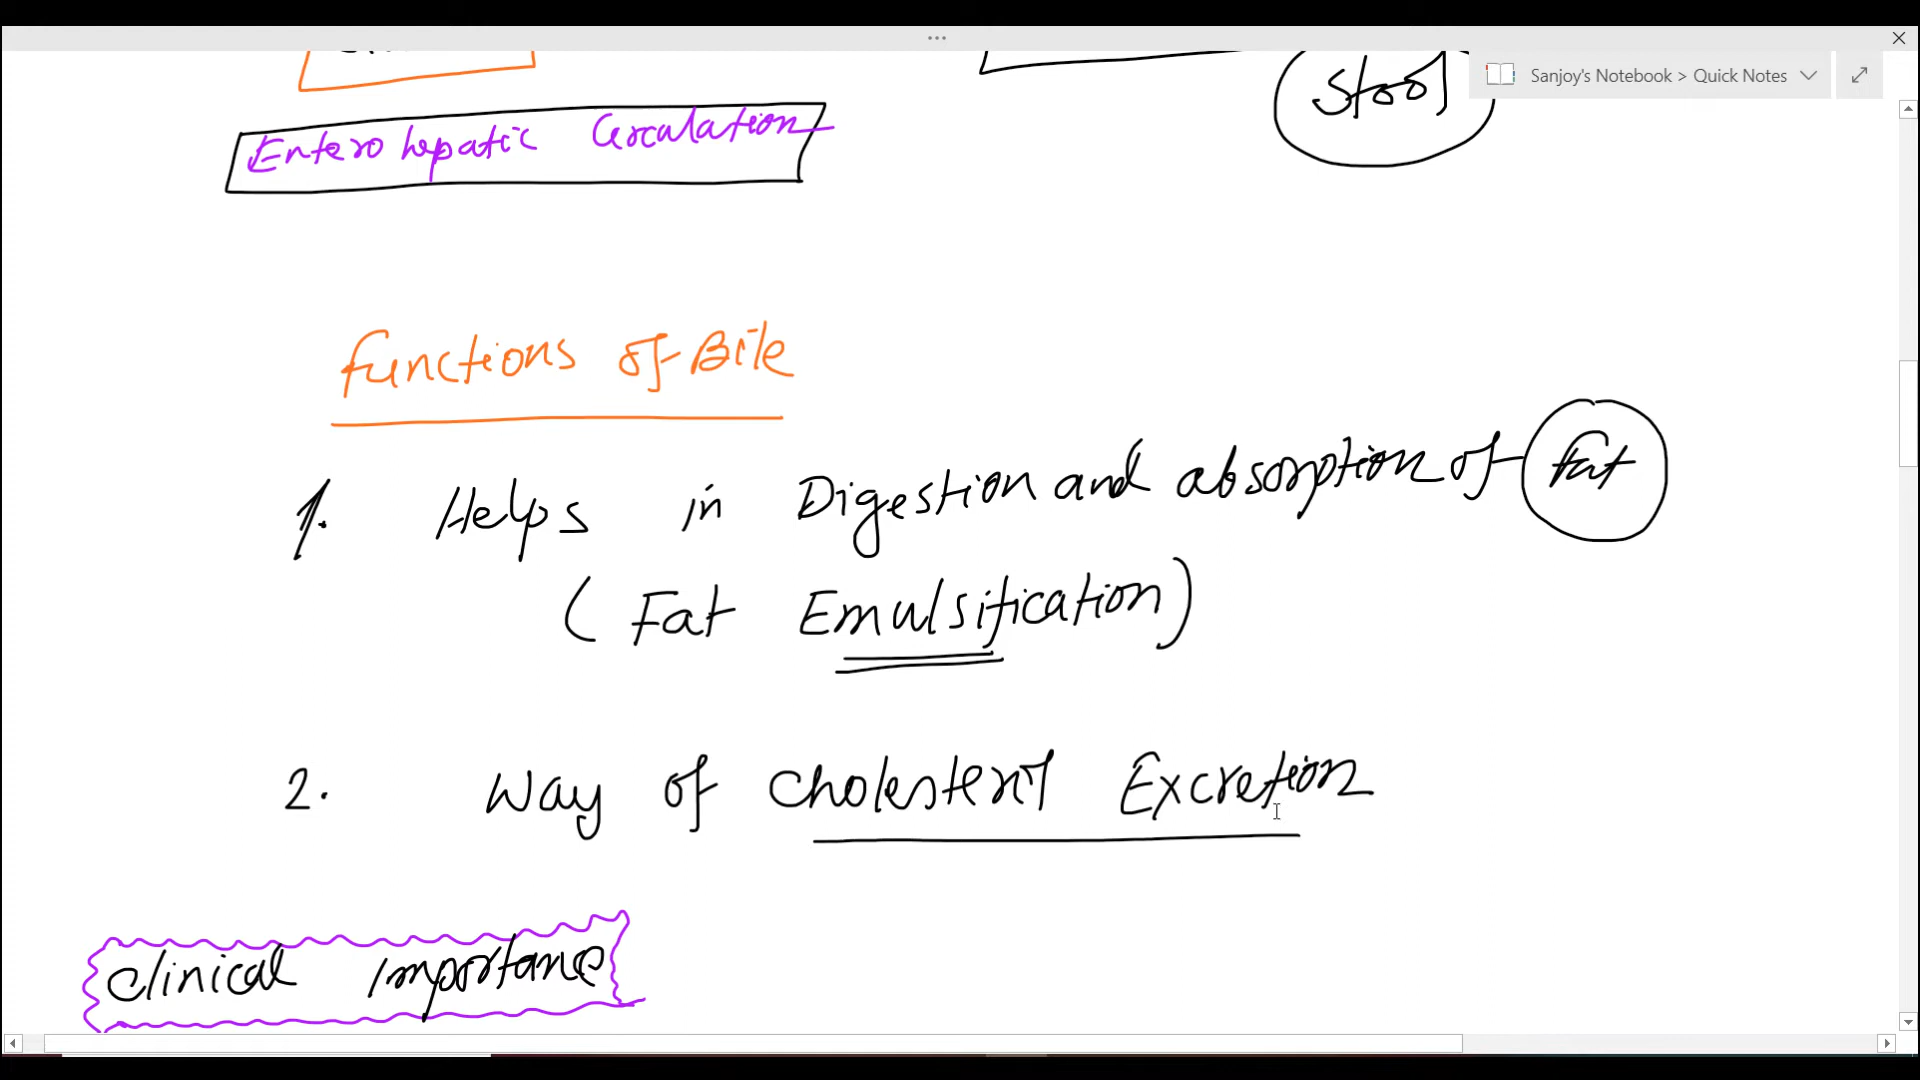 Sanjoy's Notebook > Quick Notes
Stool
Enterohepatic Circulation
functions of Bile
1. Helps in Digestion and absorption of fat
(Fat Emulsification)
2. Way of Cholesterol Excretion
Clinical Importance